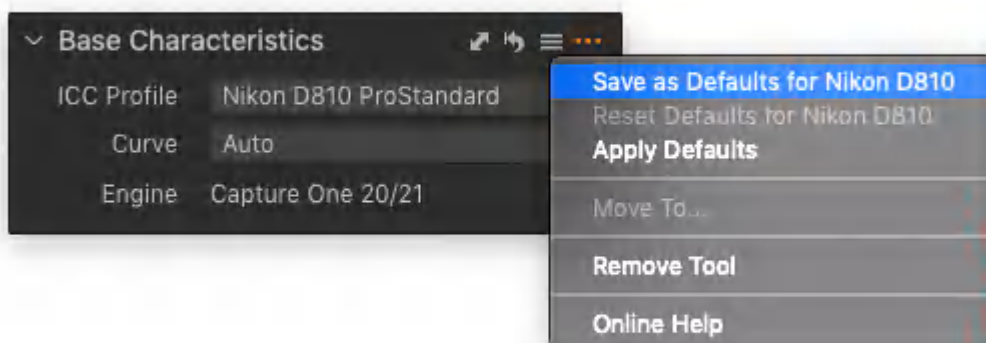 Base Characteristics
ICC Profile Nikon D810 ProStandard
Curve Auto
Engine Capture One 20/21
Save as Defaults for Nikon D810
Reset Defaults for Nikon D810
Apply Defaults
Move To...
Remove Tool
Online Help